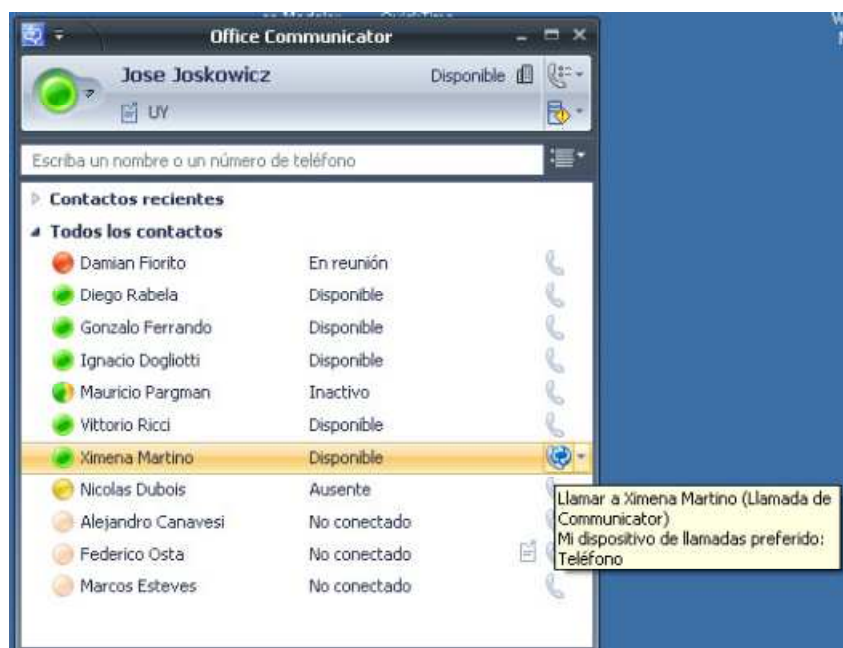 Office Communicator
Jose Joskowicz Disponible
UY
Escriba un nombre o un número de teléfono
Contactos recientes
Todos los contactos
Damian Fiorito En reunión
Diego Rabela Disponible
Gonzalo Ferrando Disponible
Ignacio Dogliotti Disponible
Mauricio Pargman Inactivo
Vittorio Ricci Disponible
Ximena Martino Disponible
Nicolas Dubois Ausente
Alejandro Canavesi No conectado
Federico Osta No conectado
Marcos Esteves No conectado
Llamar a Ximena Martino (Llamada de
Communicator)
Mi dispositivo de llamadas preferido:
Teléfono